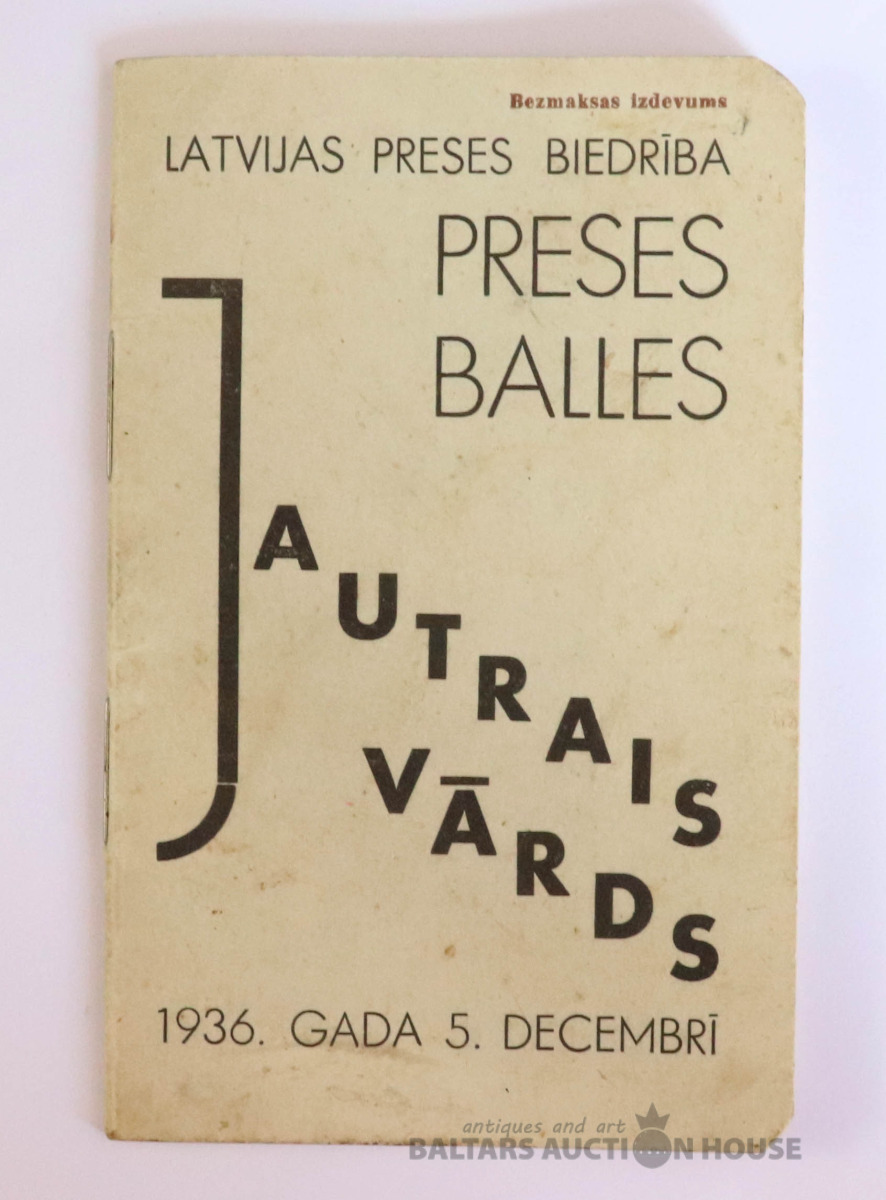 Bezmaksas izdevums
LATVIJAS PRESES BIEDRĪBA
PRESES
BALLES
JAUTRAIS
VĀRDS
1936. GADA 5. DECEMBRĪ
antiques and art
BALTARS AUCTION HOUSE